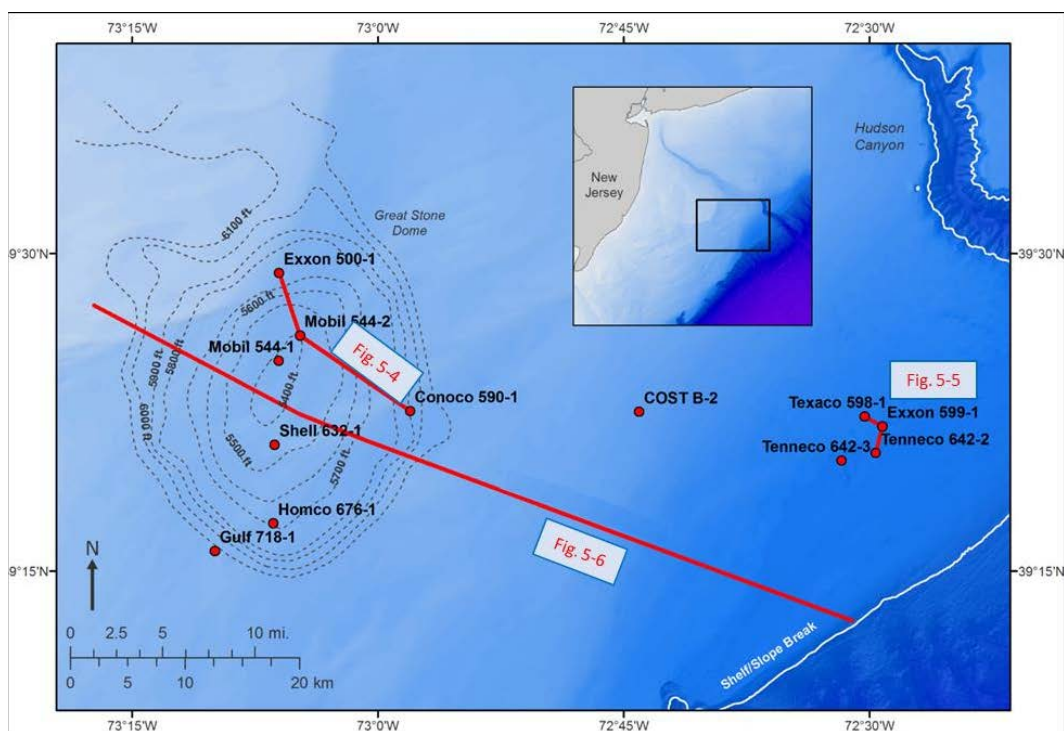 73°15'W 73°0'W 72°45'W 72°30'W
Hudson
Canyon
New
Jersey
6100 ft
Great Stone
Dome
9°30'N
39°30'N
Exxon 500-1
5600 ft
Mobil 544-2
5800 ft
5900 ft
6000 ft
Mobil 544-1
Fig. 5-4
5400 ft
Conoco 590-1
COST B-2
Fig. 5-5
Texaco 598-1
Exxon 599-1
Shell 632-1
Tenneco 642-3
Tenneco 642-2
5500 ft
5700 ft
Homco 676-1
Gulf 718-1
Fig. 5-6
N
9°15'N
39°15'N
0 2.5 5 10 mi.
0 5 10 20 km
Shelf/Slope Break
73°15'W 73°0'W 72°45'W 72°30'W